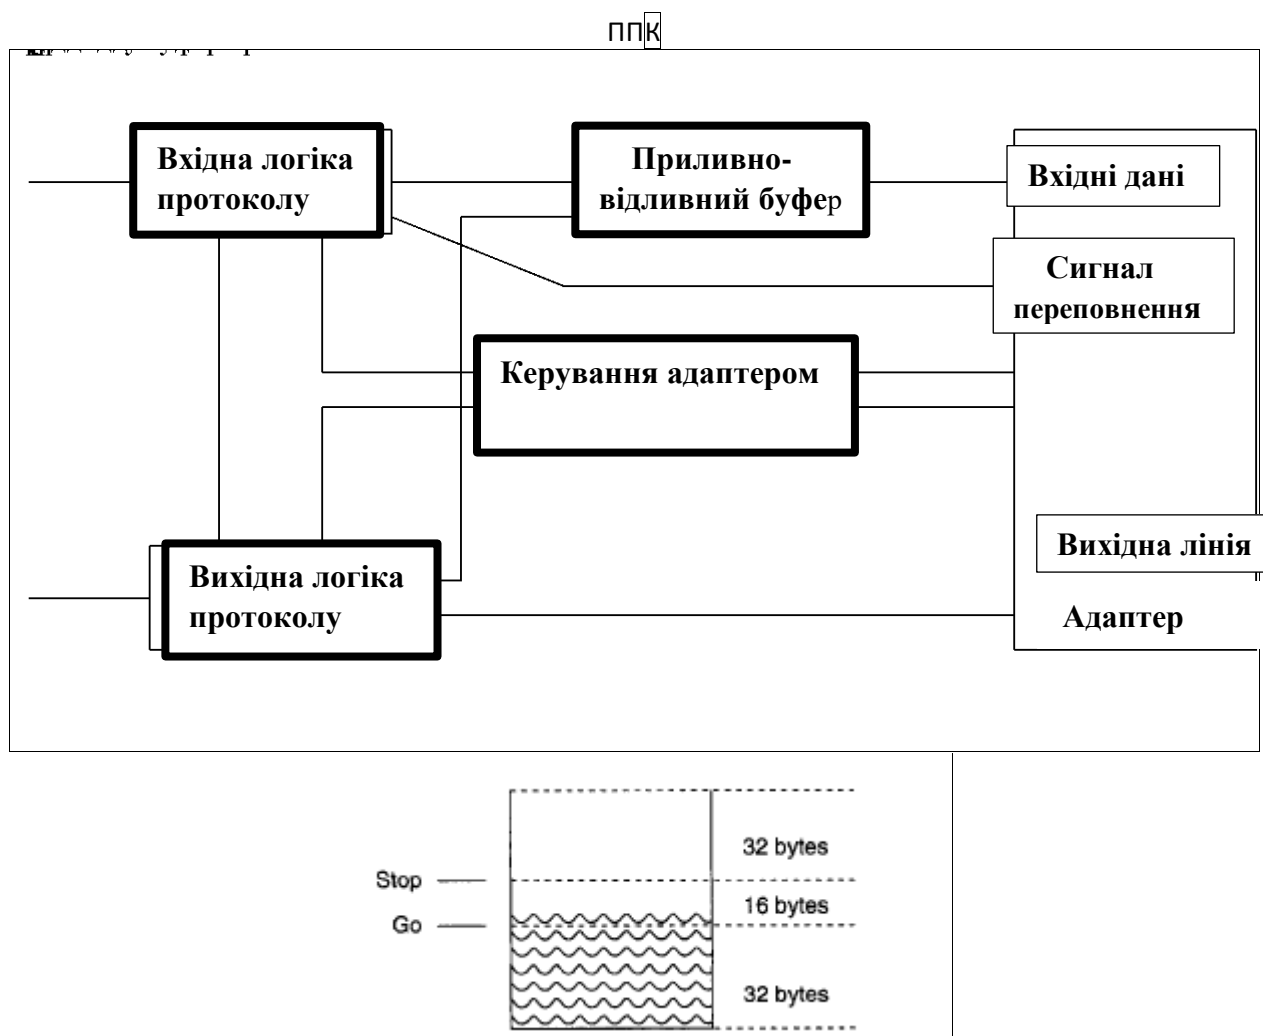 ППК
Вхідна логіка
протоколу
Приливно-
відливний буфер
Вхідні дані
Сигнал
переповнення
Керування адаптером
Вихідна лінія
Вихідна логіка
протоколу
Адаптер
32 bytes
Stop
16 bytes
Go
32 bytes